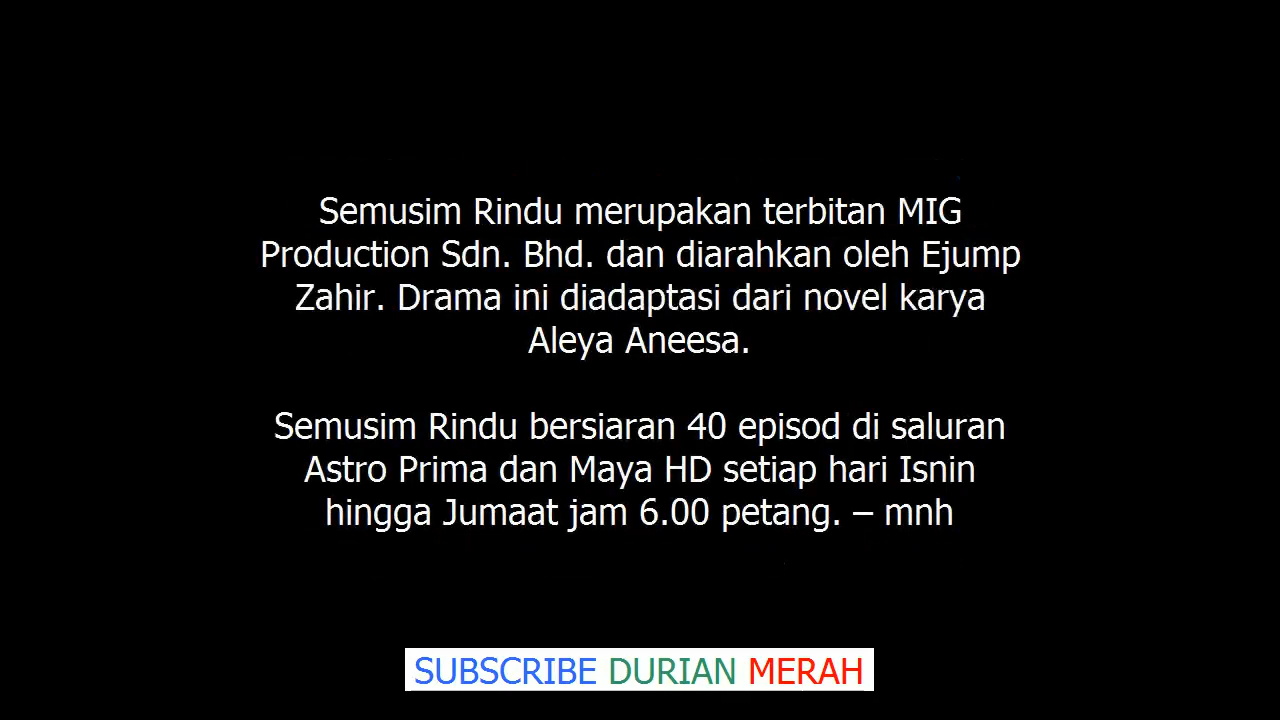 Semusim Rindu merupakan terbitan MIG
Production Sdn. Bhd. dan diarahkan oleh Ejump
Zahir. Drama ini diadaptasi dari novel karya
Aleya Aneesa.
Semusim Rindu bersiaran 40 episod di saluran
Astro Prima dan Maya HD setiap hari Isnin
hingga Jumaat jam 6.00 petang. – mnh
SUBSCRIBE DURIAN MERAH